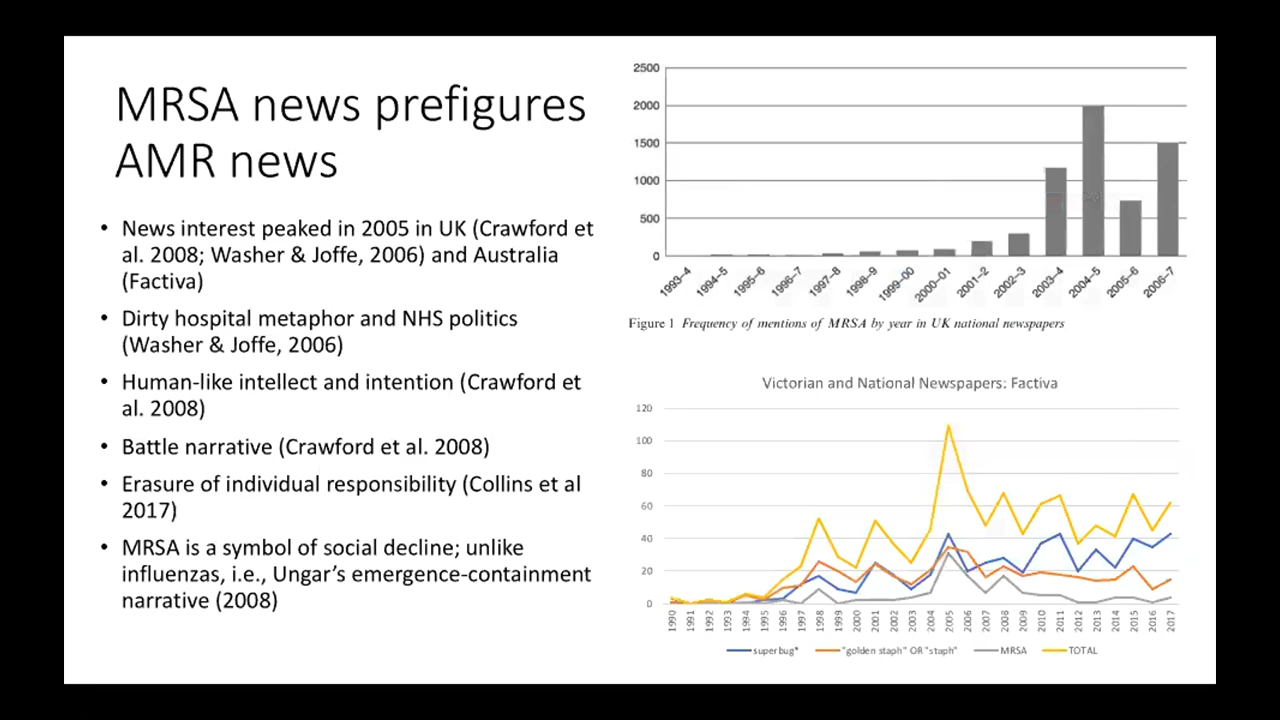 MRSA news prefigures
AMR news
• News interest peaked in 2005 in UK (Crawford et
al. 2008; Washer & Joffe, 2006) and Australia
(Factiva)
• Dirty hospital metaphor and NHS politics
(Washer & Joffe, 2006)
• Human-like intellect and intention (Crawford et
al. 2008)
• Battle narrative (Crawford et al. 2008)
• Erasure of individual responsibility (Collins et al
2017)
• MRSA is a symbol of social decline; unlike
influenzas, i.e., Ungar's emergence-containment
narrative (2008)
2500
2000
1500
1000
500
0
1993–4 1994–5 1995–6 1996–7 1997–8 1998–9 1999–00 2000–01 2001–2 2002–3 2003–4 2004–5 2005–6 2006–7
Figure 1 Frequency of mentions of MRSA by year in UK national newspapers
Victorian and National Newspapers: Factiva
120
100
80
60
40
20
0
1990 1991 1992 1993 1994 1995 1996 1997 1998 1999 2000 2001 2002 2003 2004 2005 2006 2007 2008 2009 2010 2011 2012 2013 2014 2015 2016 2017
superbug* "golden staph" OR "staph" MRSA TOTAL